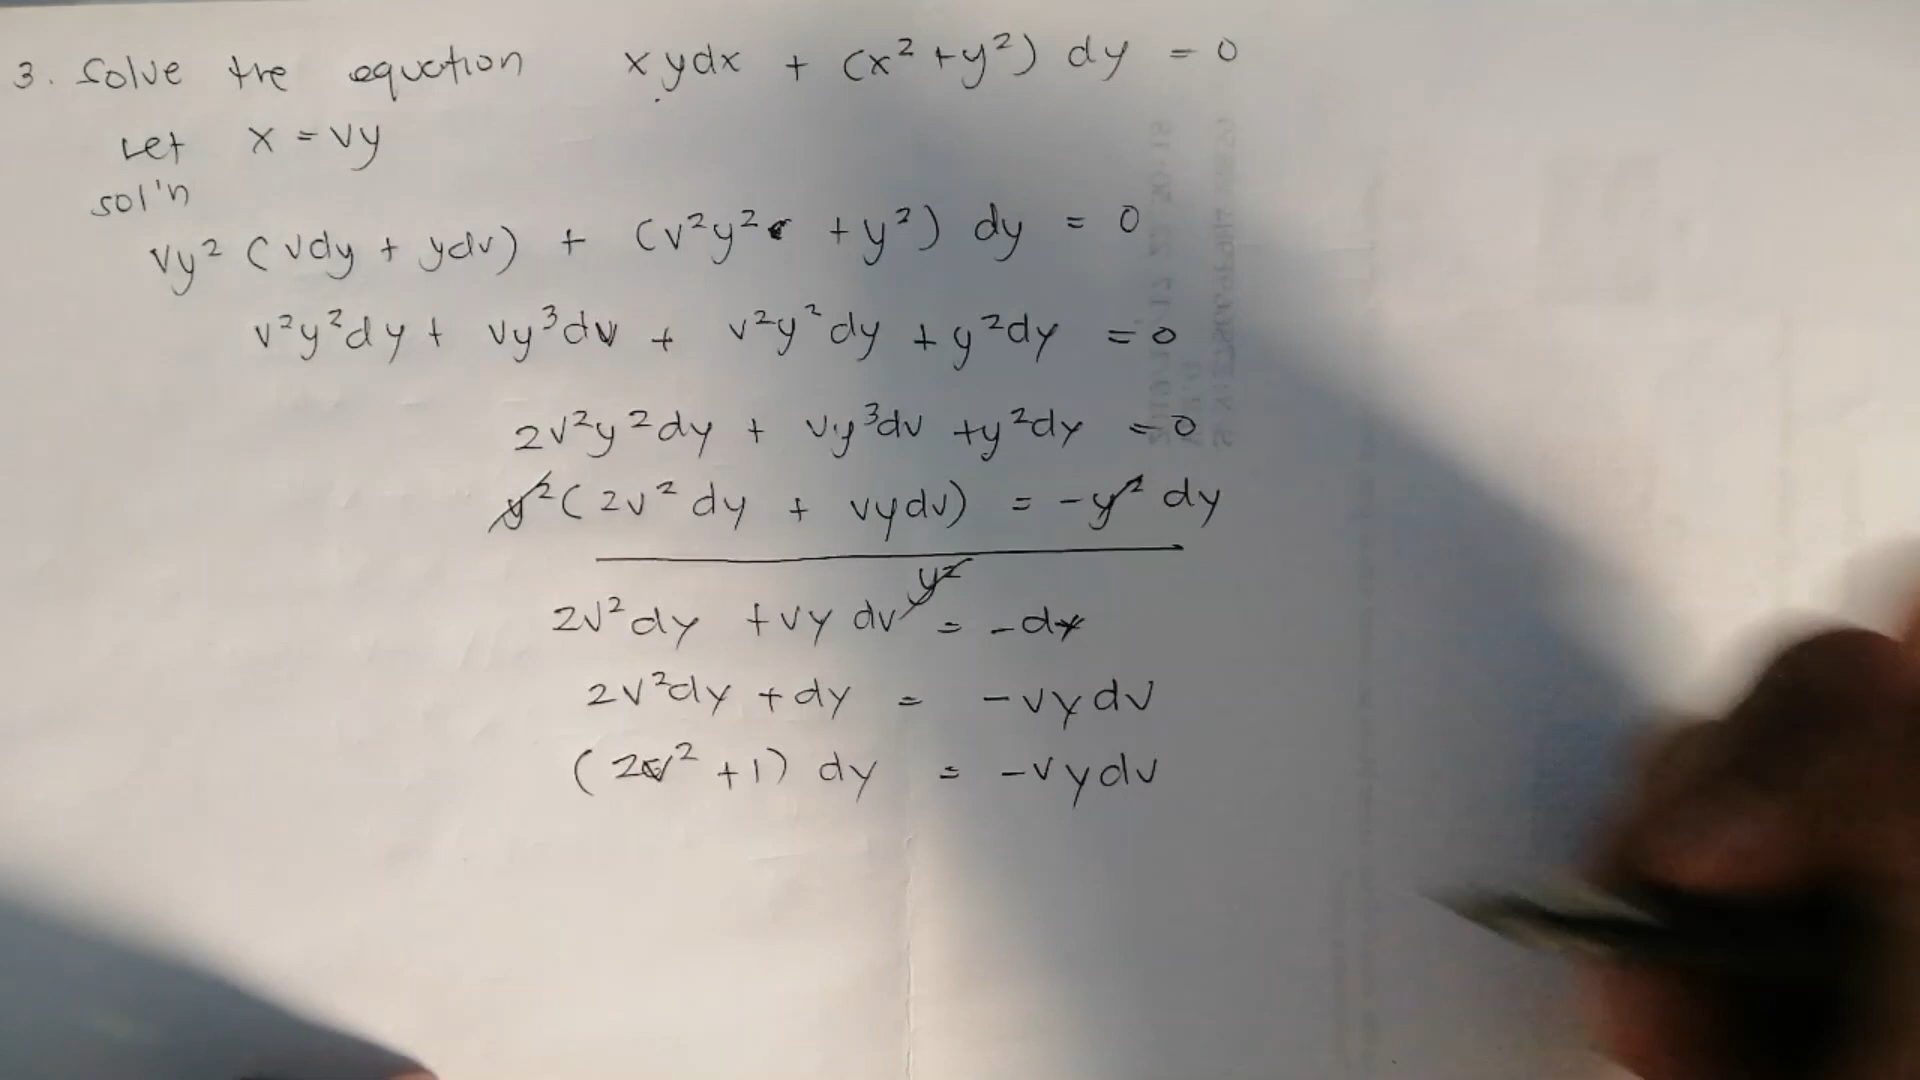 3. Solve the equation xydx + (x² + y²) dy = 0
Let x = vy
sol'n
vy² (vdy + ydv) + (v²y² + y²) dy = 0
v²y²dy + vy³dv + v²y²dy + y²dy = 0
2v²y²dy + vy³dv + y²dy = 0
y²(2v²dy + vydv) = -y² dy
y²
2v²dy + vy dv = -dy
2v²dy + dy = -vydv
(2v² + 1) dy = -vydv